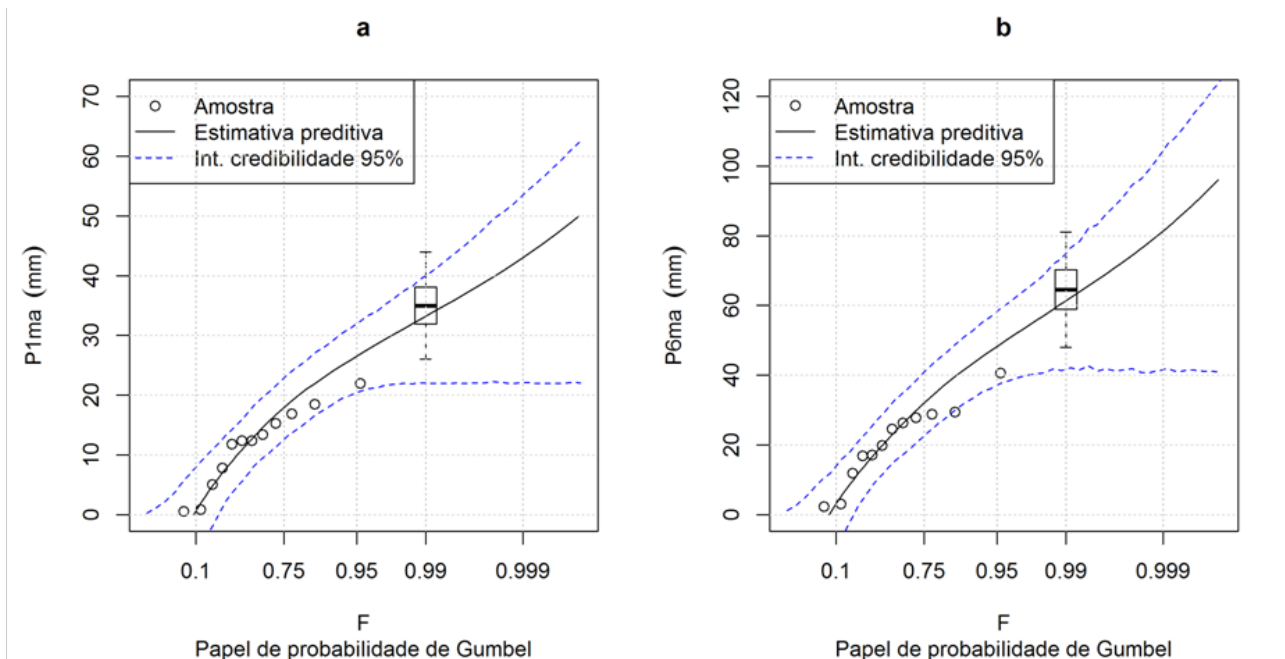 a
70
60
50
40
30
20
10
0
P1ma (mm)
Amostra
Estimativa preditiva
Int. credibilidade 95%
0.1 0.75 0.95 0.99 0.999
F
Papel de probabilidade de Gumbel
b
120
100
80
60
40
20
0
P6ma (mm)
Amostra
Estimativa preditiva
Int. credibilidade 95%
0.1 0.75 0.95 0.99 0.999
F
Papel de probabilidade de Gumbel